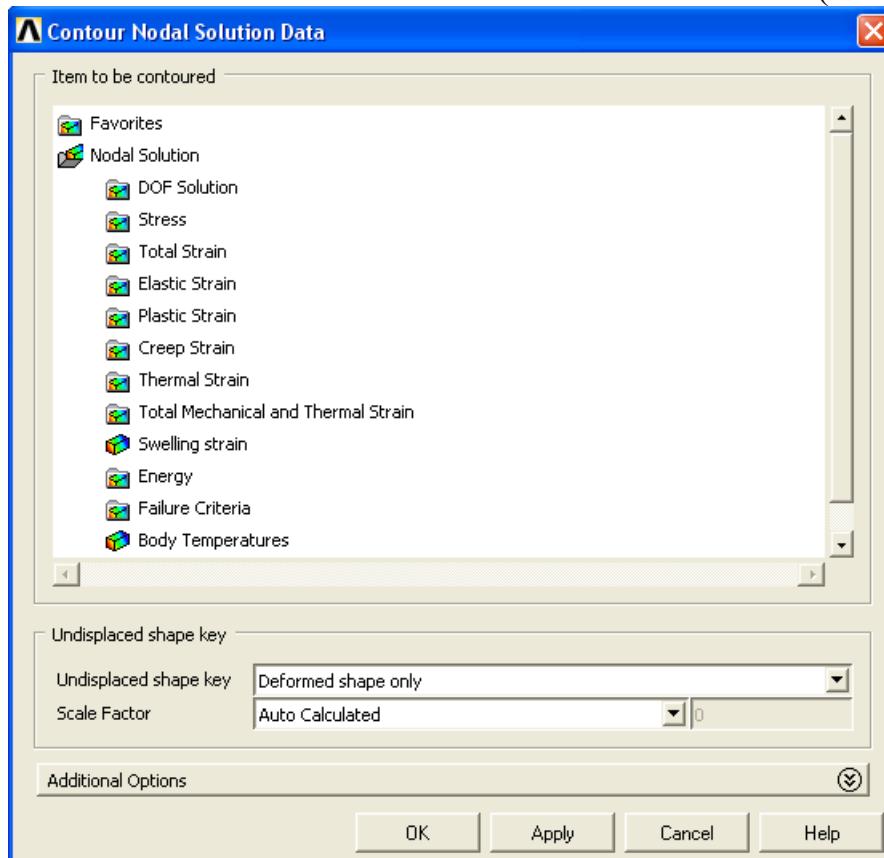 Contour Nodal Solution Data
Item to be contoured
Favorites
Nodal Solution
DOF Solution
Stress
Total Strain
Elastic Strain
Plastic Strain
Creep Strain
Thermal Strain
Total Mechanical and Thermal Strain
Swelling strain
Energy
Failure Criteria
Body Temperatures
Undisplaced shape key
Undisplaced shape key Deformed shape only
Scale Factor Auto Calculated 0
Additional Options
OK Apply Cancel Help